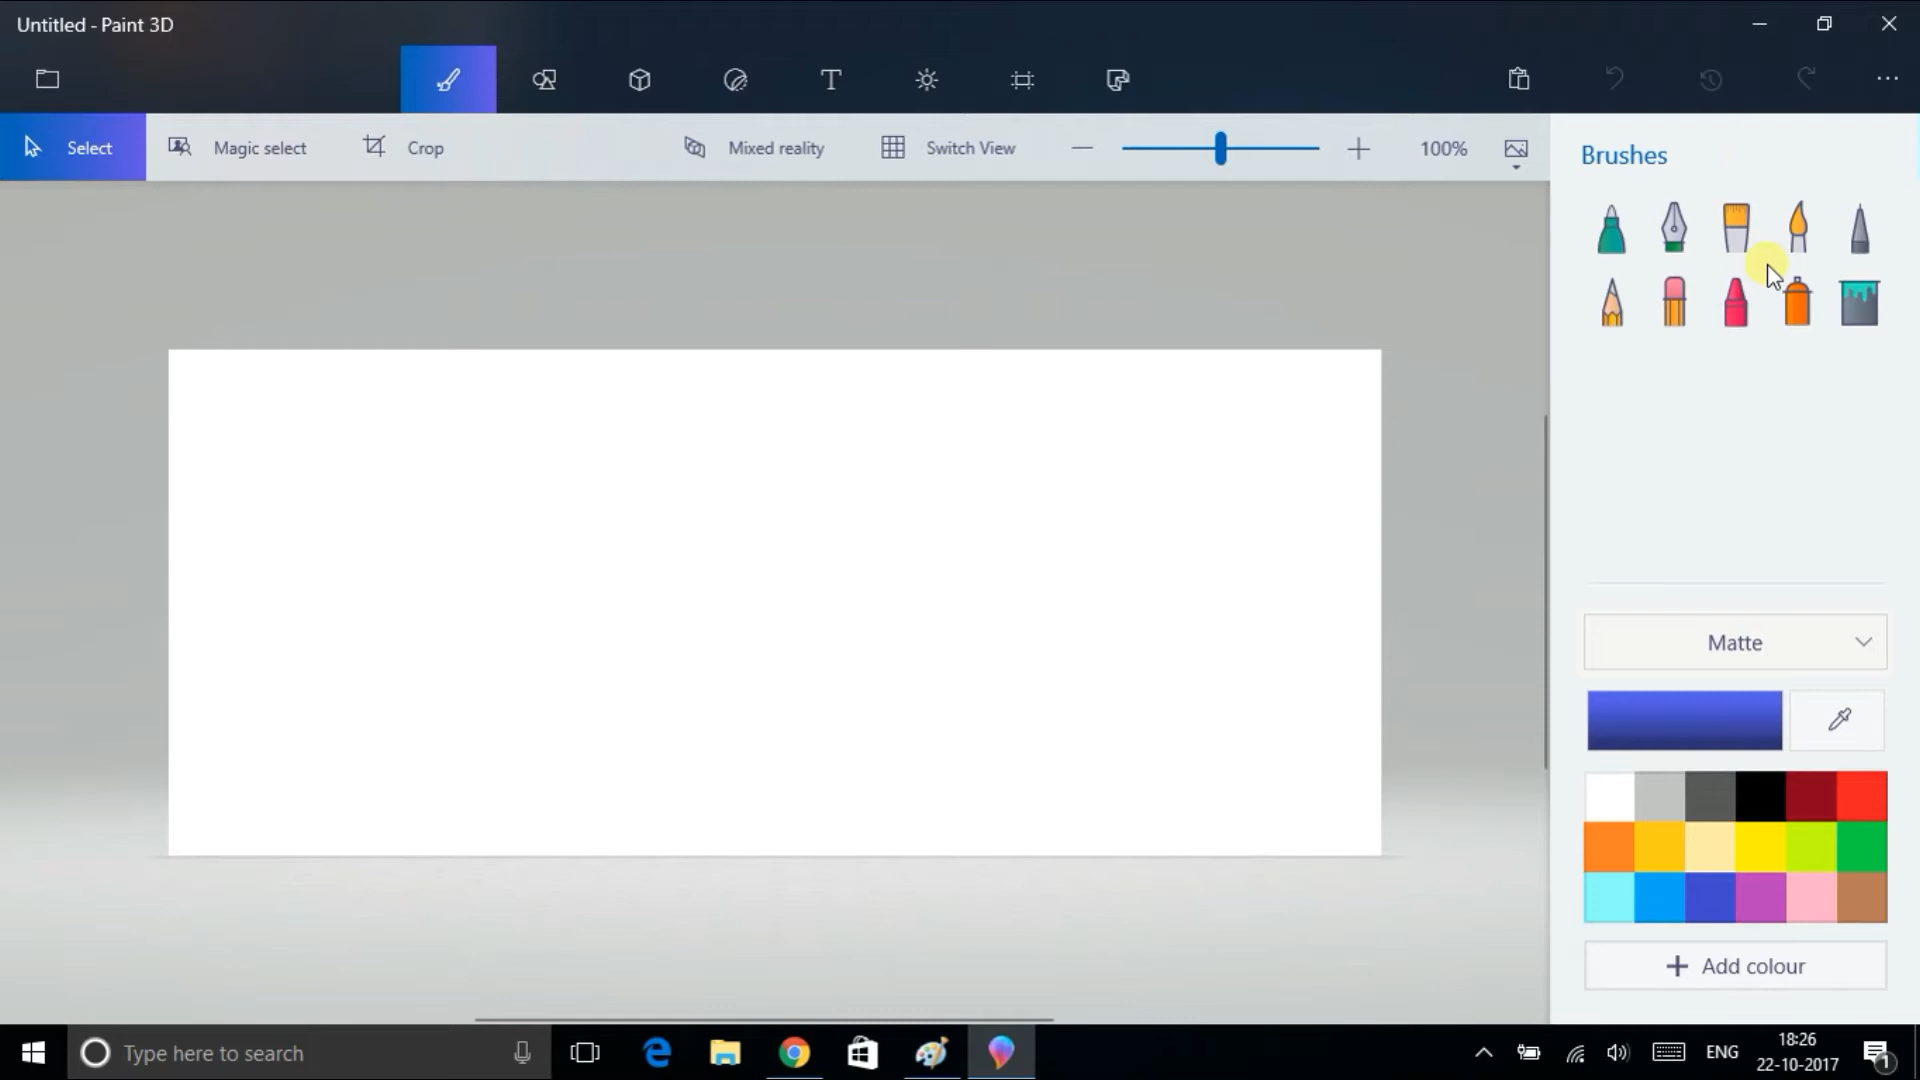 Untitled - Paint 3D
Select
Magic select
Crop
Mixed reality
Switch View
100%
Brushes
Matte
Add colour
Type here to search
ENG
18:26
22-10-2017
1